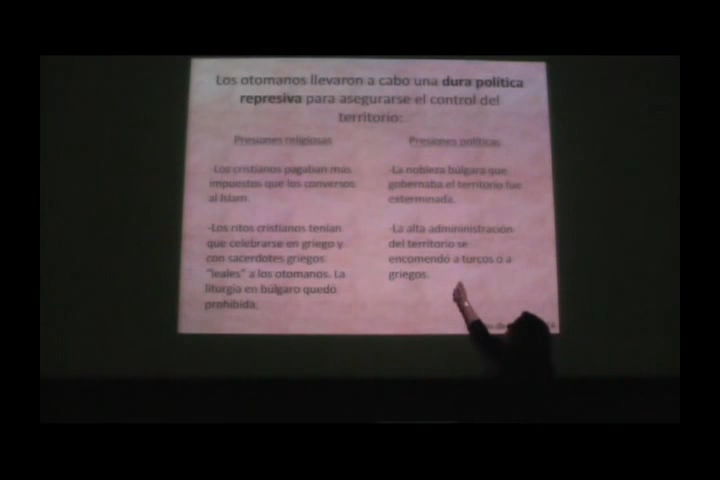 Los otomanos llevaron a cabo una dura política
represiva para asegurarse el control del
territorio:
Presiones religiosas
-Los cristianos pagaban más
impuestos que los conversos
al Islam.
-Los ritos cristianos tenían
que celebrarse en griego y
con sacerdotes griegos
"leales" a los otomanos. La
liturgia en búlgaro quedo
prohibida.
Presiones políticas
-La nobleza búlgara que
gobernaba el territorio fue
exterminada.
-La alta admininistración
del territorio se
encomendó a turcos o a
griegos.